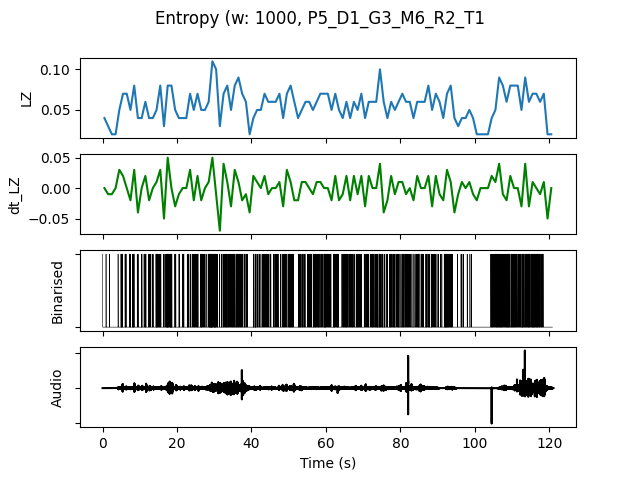 Entropy (w: 1000, P5_D1_G3_M6_R2_T1
0.10
0.05
LZ
0.05
0.00
−0.05
dt_LZ
Binarised
Audio
0 20 40 60 80 100 120
Time (s)